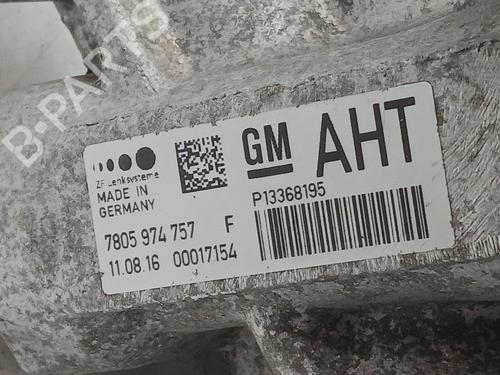 ZF Lenksysteme
MADE IN
GERMANY
7805 974 757 F
11.08.16 00017154
GM AHT
P13368195
B-PARTS